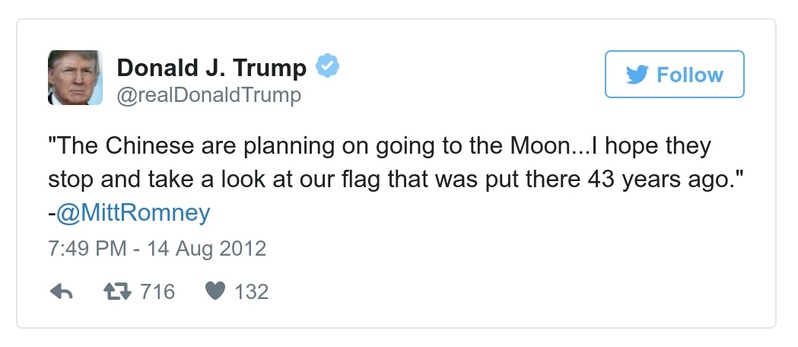 Donald J. Trump
@realDonaldTrump
Follow
"The Chinese are planning on going to the Moon...I hope they
stop and take a look at our flag that was put there 43 years ago."
-@MittRomney
7:49 PM - 14 Aug 2012
716 132